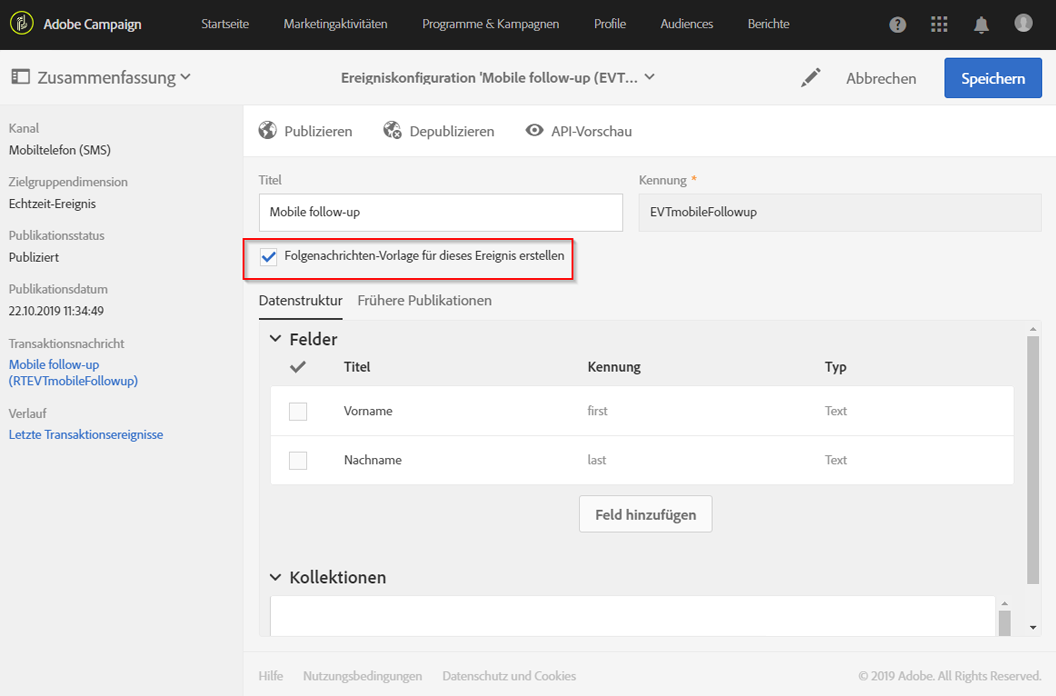 Adobe Campaign Startseite Marketingaktivitäten Programme & Kampagnen Profile Audiences Berichte
Zusammenfassung Ereigniskonfiguration 'Mobile follow-up (EVT... Abbrechen Speichern
Kanal
Mobiltelefon (SMS)
Zielgruppendimension
Echtzeit-Ereignis
Publikationsstatus
Publiziert
Publikationsdatum
22.10.2019 11:34:49
Transaktionsnachricht
Mobile follow-up
(RTEVTmobileFollowup)
Verlauf
Letzte Transaktionsereignisse
Publizieren Depublizieren API-Vorschau
Titel Kennung *
Mobile follow-up EVTmobileFollowup
Folgenachrichten-Vorlage für dieses Ereignis erstellen
Datenstruktur Frühere Publikationen
Felder
Titel Kennung Typ
Vorname first Text
Nachname last Text
Feld hinzufügen
Kollektionen
Hilfe Nutzungsbedingungen Datenschutz und Cookies © 2019 Adobe. All Rights Reserved.